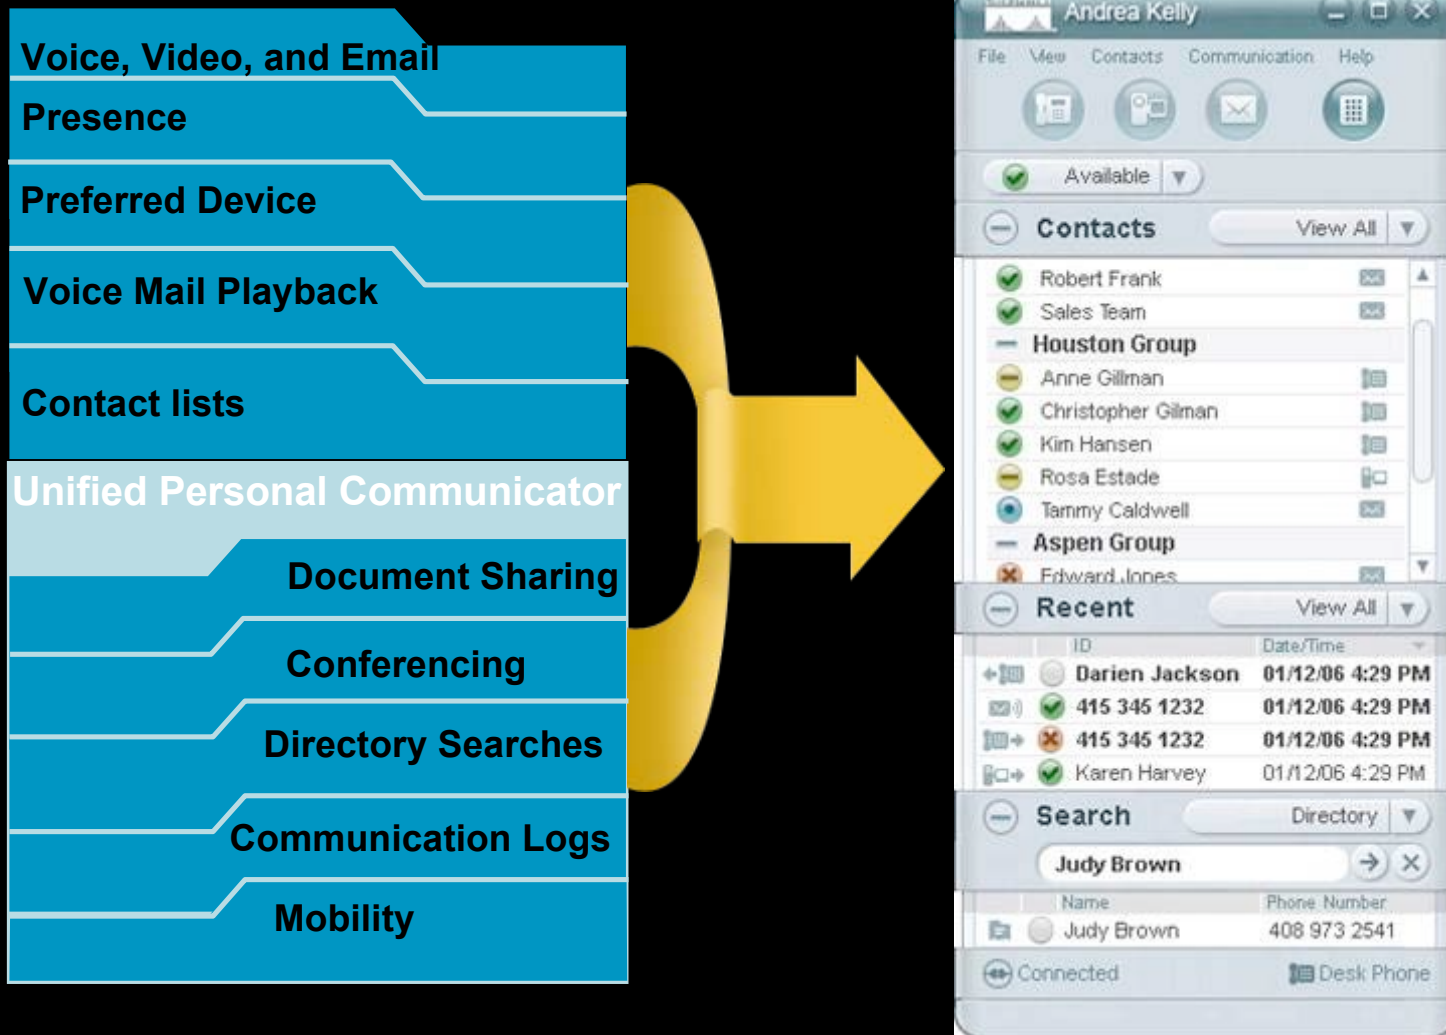 Voice, Video, and Email
Presence
Preferred Device
Voice Mail Playback
Contact lists
Unified Personal Communicator
Document Sharing
Conferencing
Directory Searches
Communication Logs
Mobility
Andrea Kelly
File View Contacts Communication Help
Available
Contacts View All
Robert Frank
Sales Team
Houston Group
Anne Gillman
Christopher Gilman
Kim Hansen
Rosa Estade
Tammy Caldwell
Aspen Group
Edward Jones
Recent View All
ID Date/Time
Darien Jackson 01/12/06 4:29 PM
415 345 1232 01/12/06 4:29 PM
415 345 1232 01/12/06 4:29 PM
Karen Harvey 01/12/06 4:29 PM
Search Directory
Judy Brown
Name Phone Number
Judy Brown 408 973 2541
Connected Desk Phone